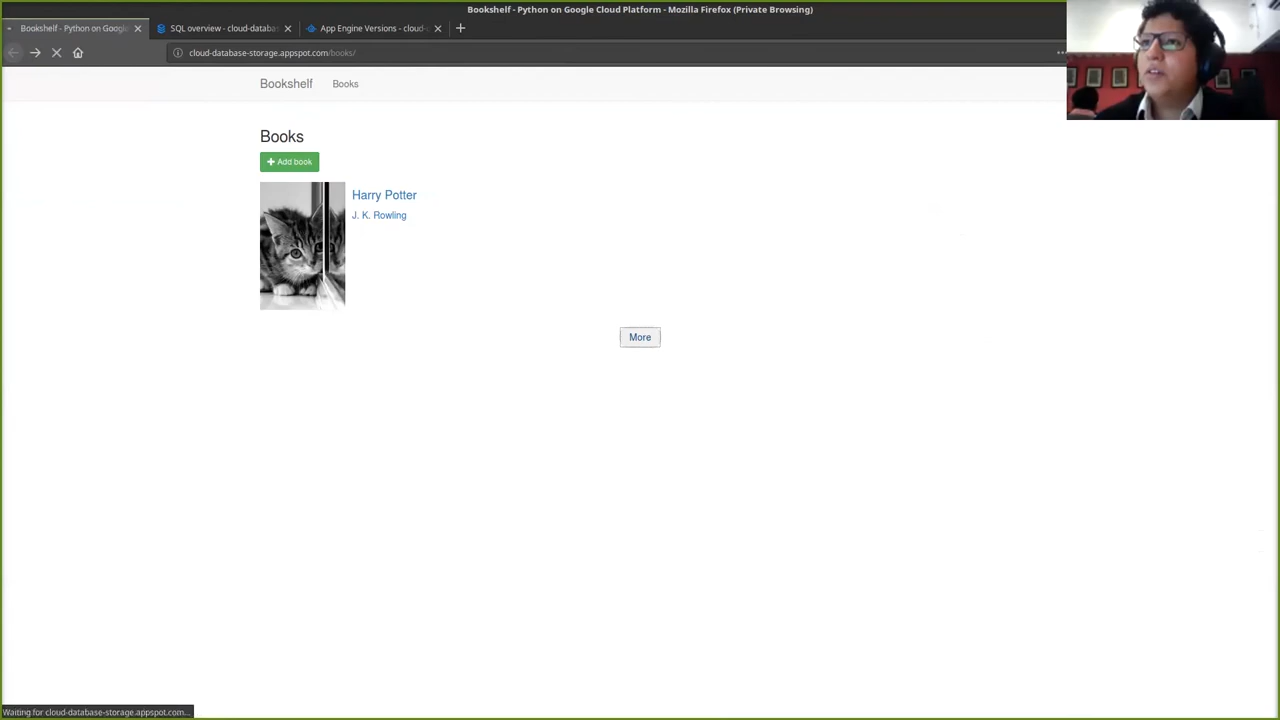 Bookshelf - Python on Google Cloud Platform - Mozilla Firefox (Private Browsing)
Bookshelf - Python on Google
SQL overview - cloud-databas
App Engine Versions - cloud-
cloud-database-storage.appspot.com/books/
Bookshelf
Books
Books
Add book
Harry Potter
J. K. Rowling
More
Waiting for cloud-database-storage.appspot.com...